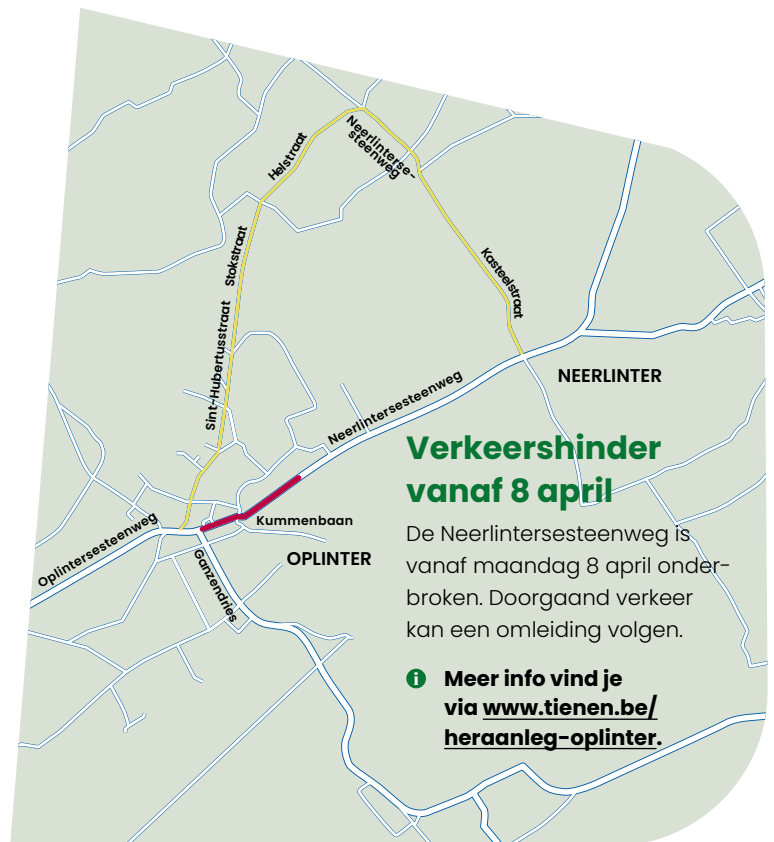 Helstraat
Neerlinterse-
steenweg
Stokstraat
Kasteelstraat
Sint-Hubertusstraat
NEERLINTER
Neerlintersesteenweg
Verkeershinder
vanaf 8 april
Kummenbaan
Oplintersesteenweg
OPLINTER
Ganzendries
De Neerlintersesteenweg is
vanaf maandag 8 april onder-
broken. Doorgaand verkeer
kan een omleiding volgen.
i Meer info vind je
via www.tienen.be/
heraanleg-oplinter.